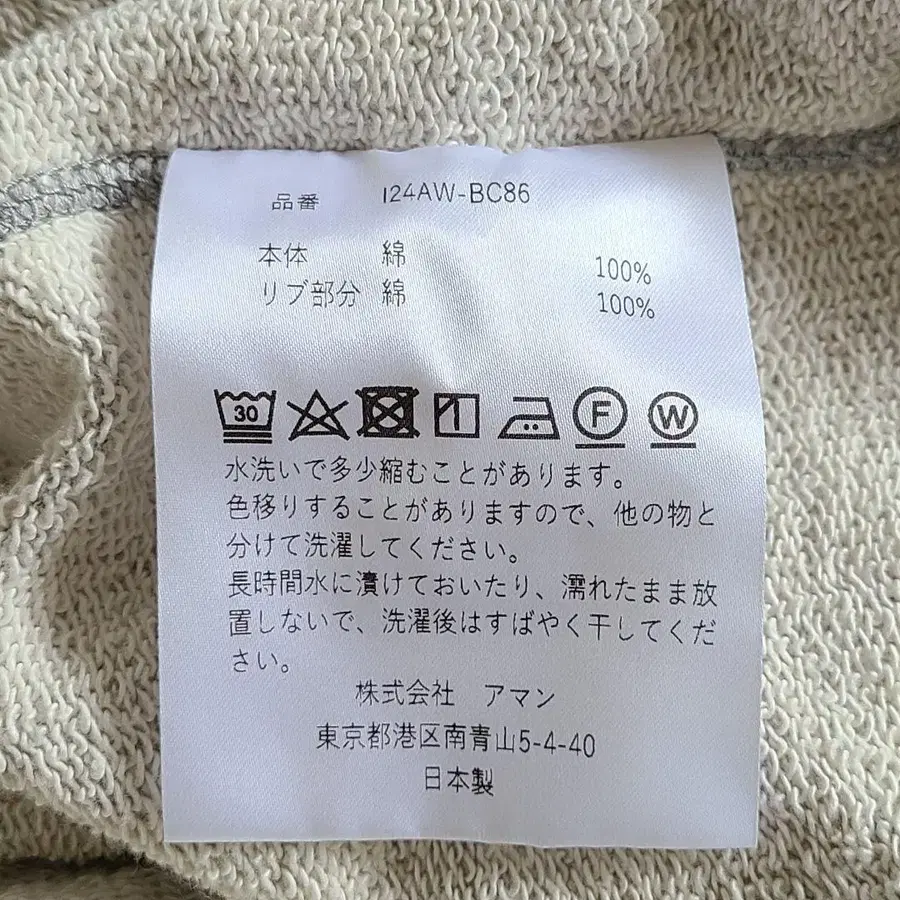 品番 I24AW-BC86
本体 綿 100%
リブ部分 綿 100%
30 F W
水洗いで多少縮むことがあります。
色移りすることがありますので、他の物と
分けて洗濯してください。
長時間水に漬けておいたり、濡れたまま放
置しないで、洗濯後はすばやく干してくだ
さい。
株式会社 アマン
東京都港区南青山5-4-40
日本製